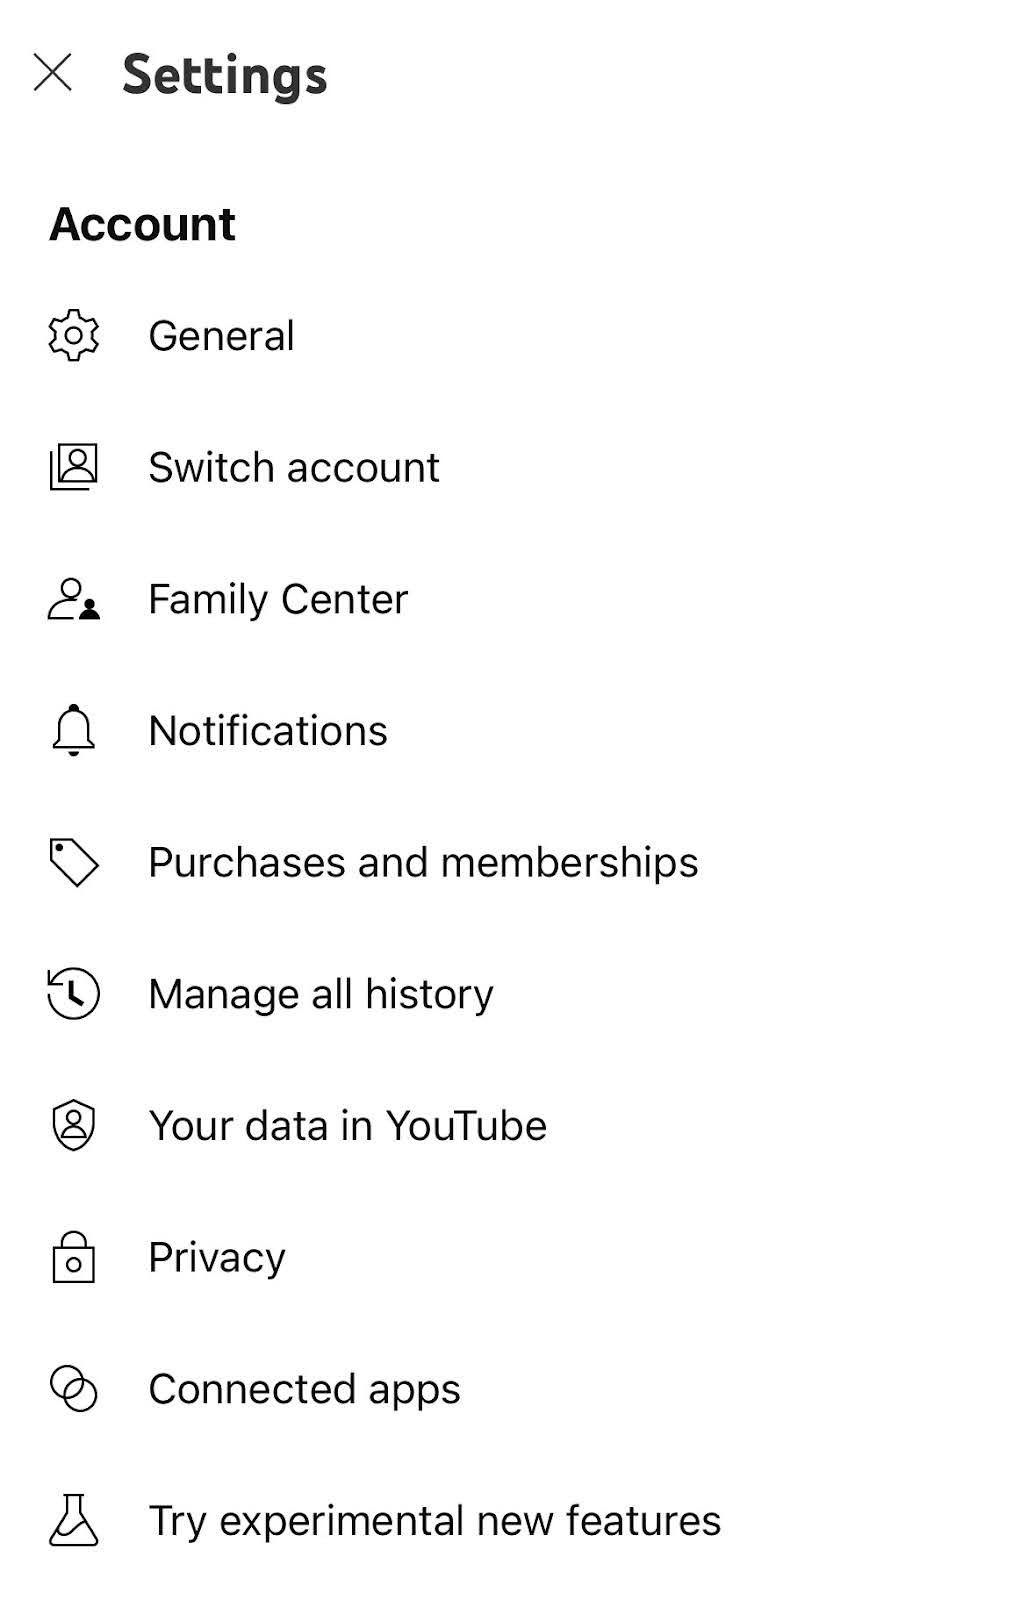 Settings
Account
General
Switch account
Family Center
Notifications
Purchases and memberships
Manage all history
Your data in YouTube
Privacy
Connected apps
Try experimental new features